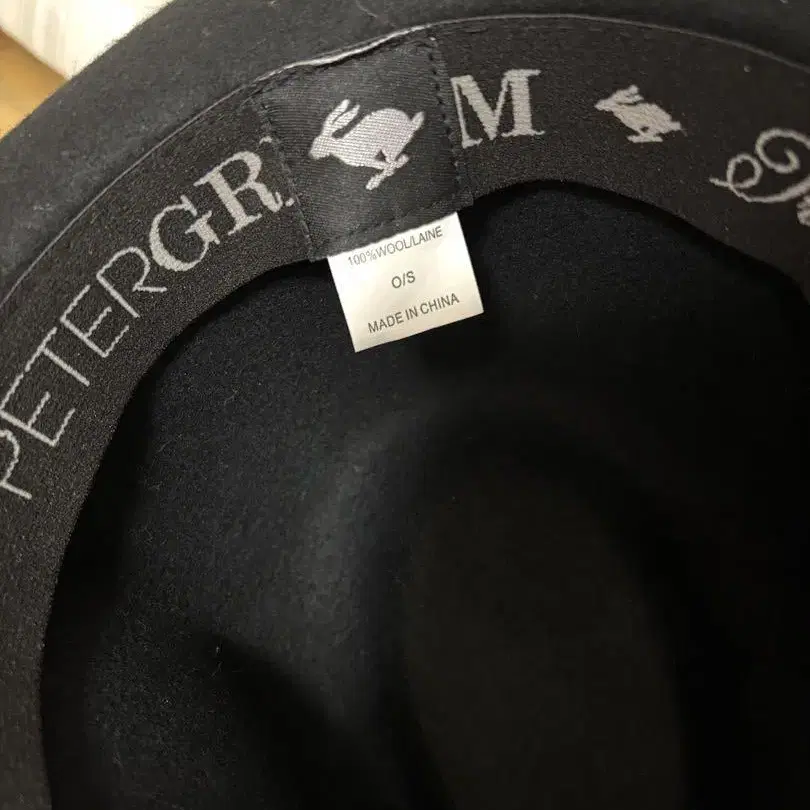 PETERGR M
100%WOOL/LAINE
O/S
MADE IN CHINA